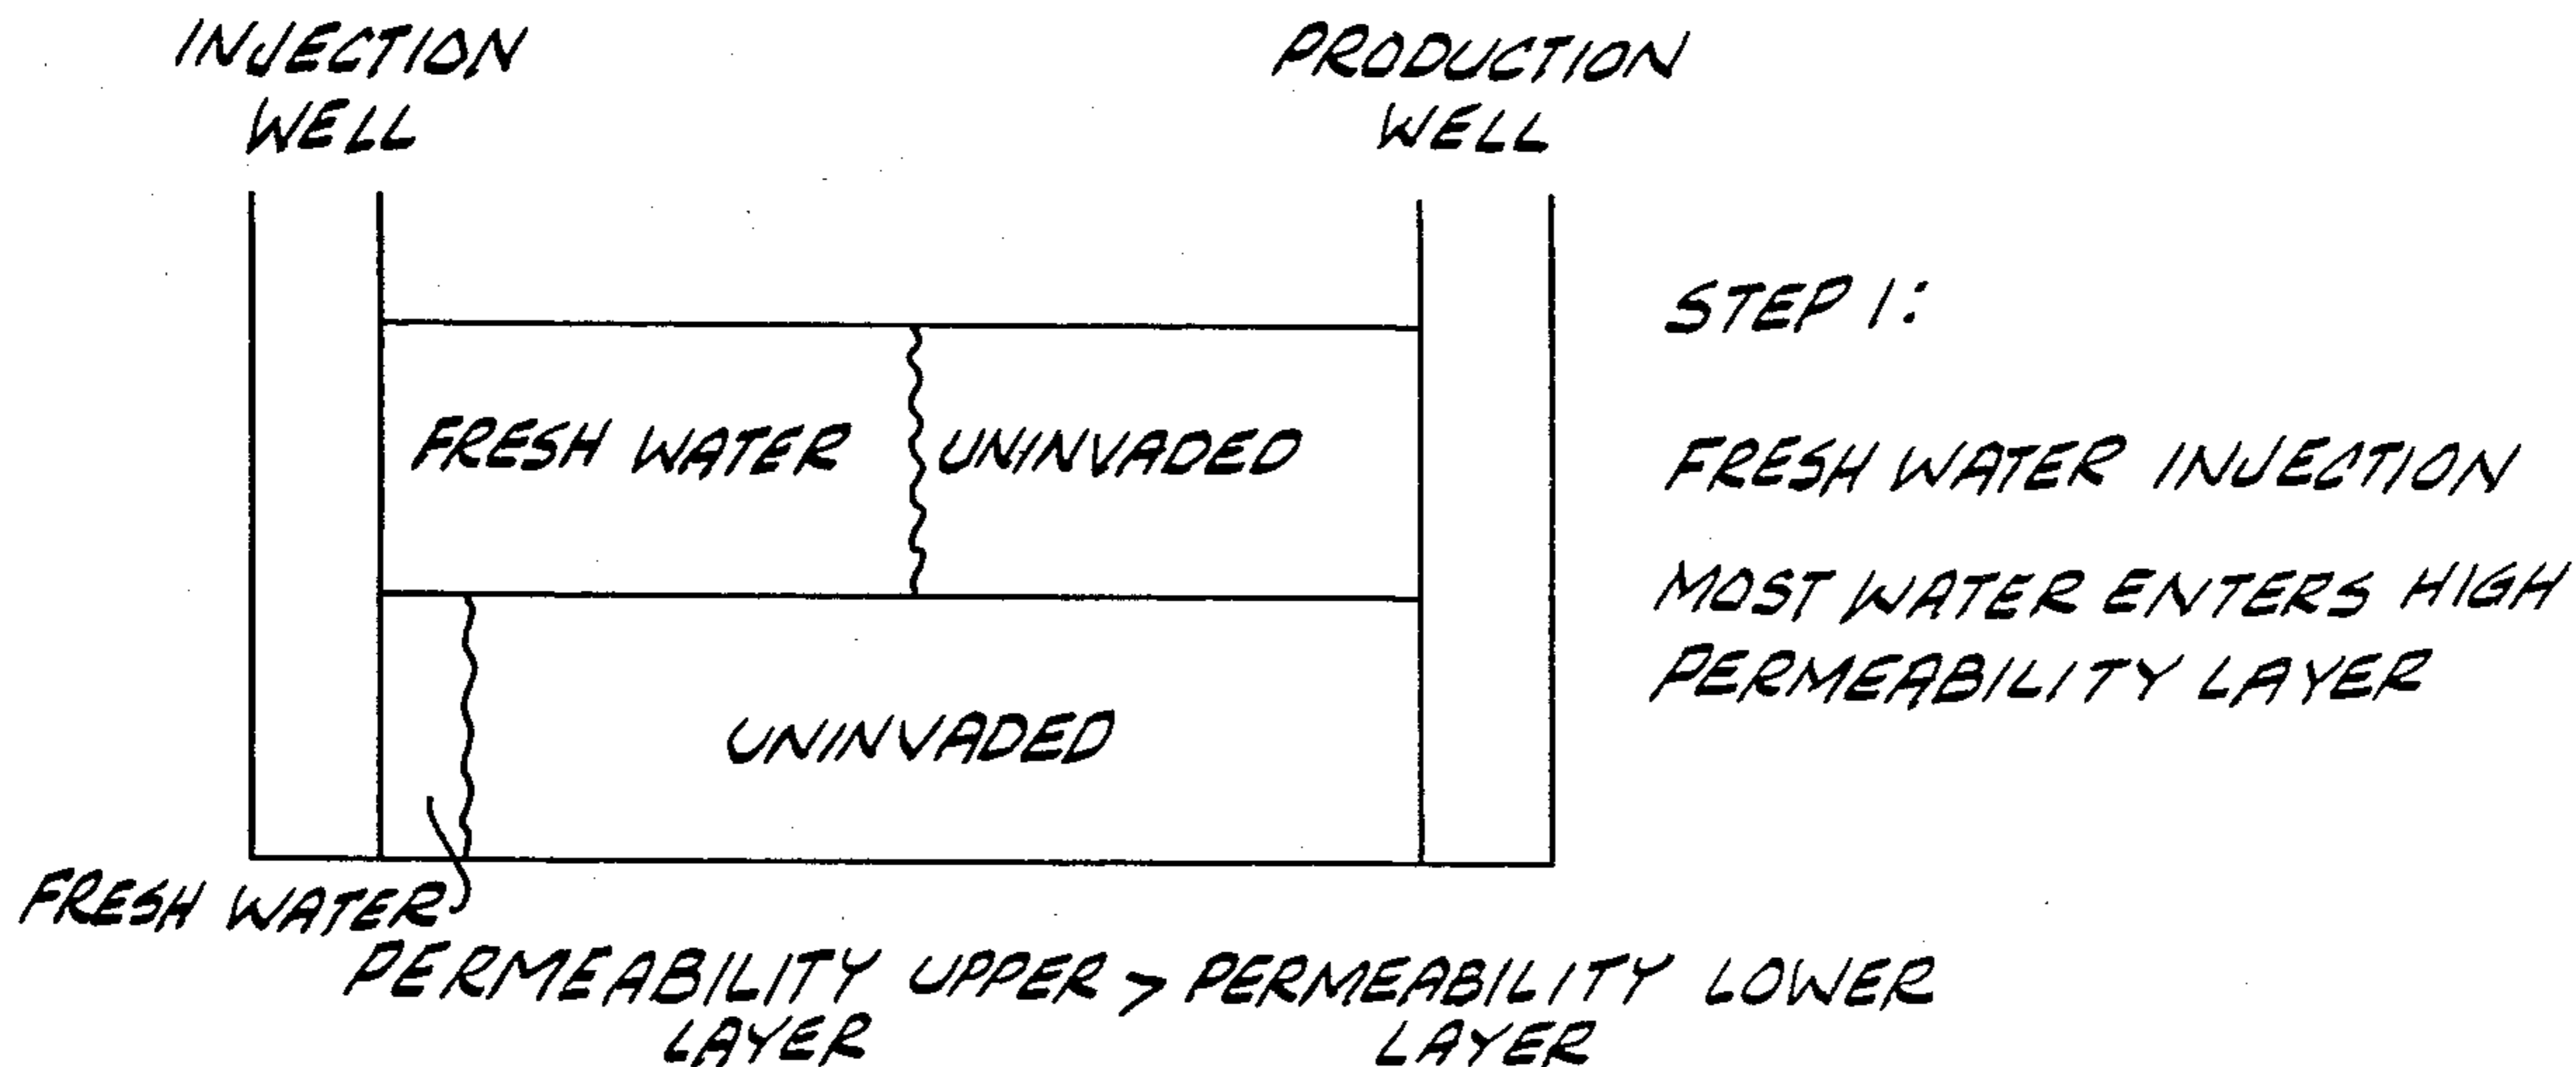 INJECTION
WELL
PRODUCTION
WELL
STEP 1:
FRESH WATER
UNINVADED
FRESH WATER INJECTION
MOST WATER ENTERS HIGH
PERMEABILITY LAYER
UNINVADED
FRESH WATER
PERMEABILITY UPPER > PERMEABILITY LOWER
LAYER
LAYER